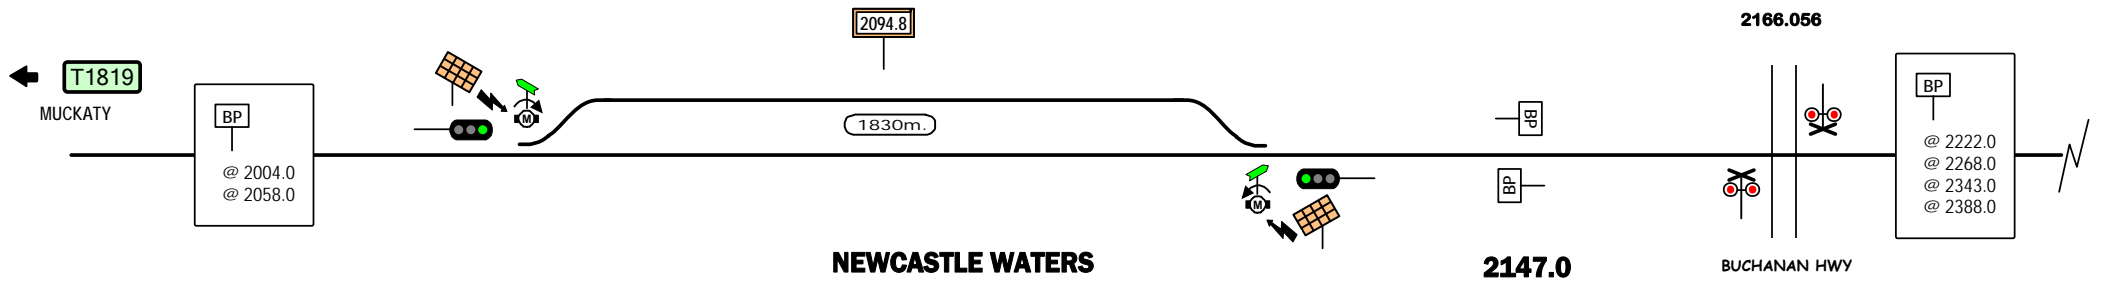 T1819
MUCKATY
BP
@ 2004.0
@ 2058.0
M
2094.8
1830m.
NEWCASTLE WATERS
M
BP
BP
2147.0
2166.056
BUCHANAN HWY
BP
@ 2222.0
@ 2268.0
@ 2343.0
@ 2388.0